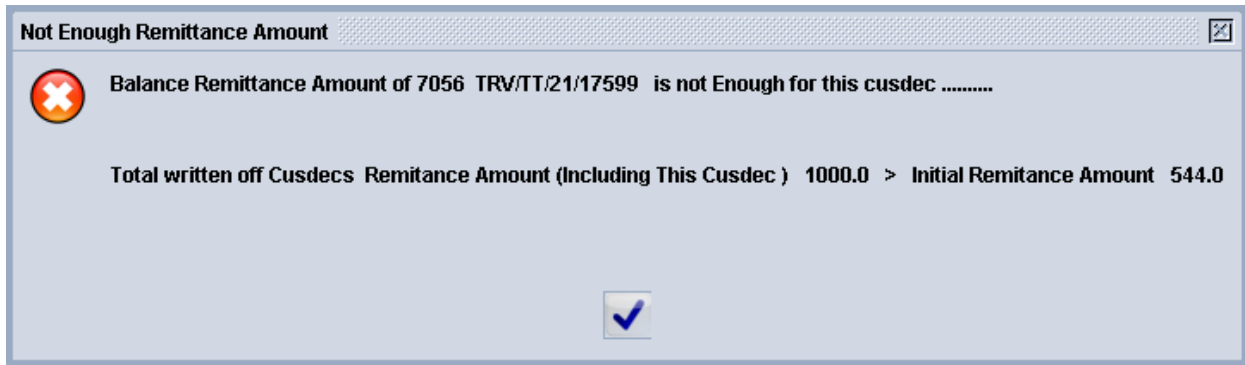 Not Enough Remittance Amount
Balance Remittance Amount of 7056 TRV/TT/21/17599 is not Enough for this cusdec ..........
Total written off Cusdecs Remitance Amount (Including This Cusdec ) 1000.0 > Initial Remitance Amount 544.0